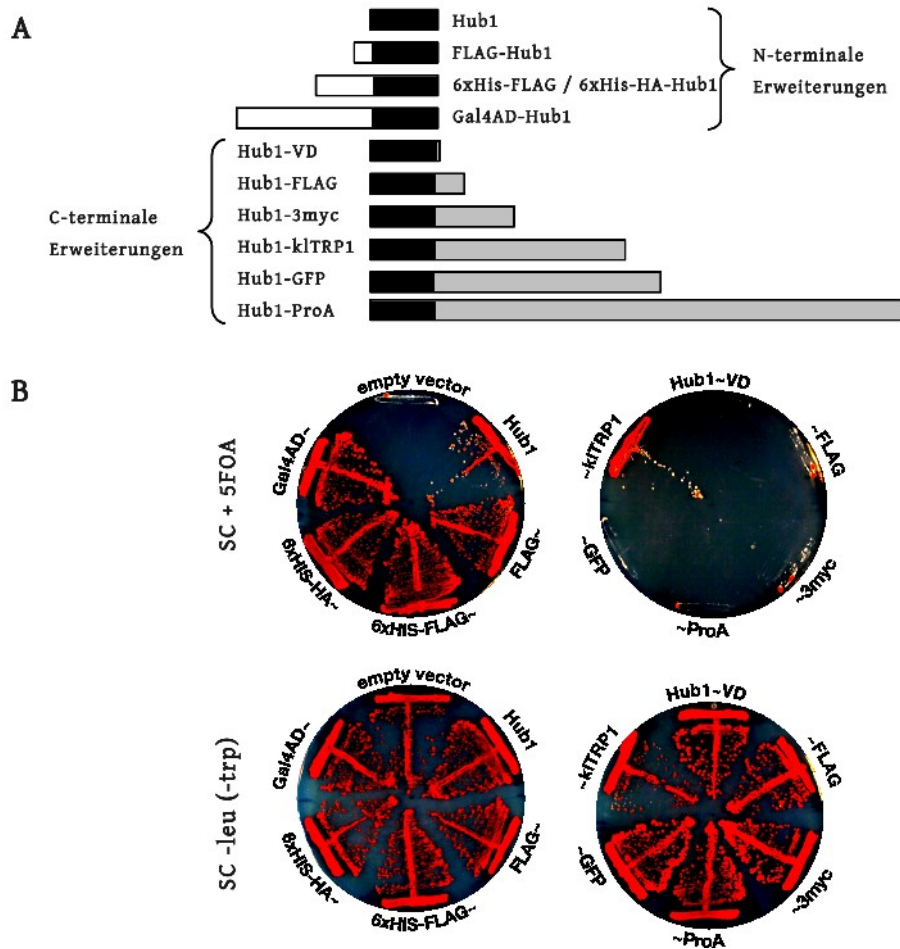 A
Hub1
FLAG-Hub1
6xHis-FLAG / 6xHis-HA-Hub1
Gal4AD-Hub1
N-terminale
Erweiterungen
Hub1-VD
Hub1-FLAG
Hub1-3myc
Hub1-klTRP1
Hub1-GFP
Hub1-ProA
C-terminale
Erweiterungen
B
SC + 5FOA
empty vector
Hub1
FLAG~
6xHIS-FLAG~
6xHIS-HA~
Gal4AD~
Hub1~VD
~FLAG
~3myc
~ProA
~GFP
~klTRP1
SC -leu (-trp)
empty vector
Hub1
FLAG~
6xHIS-FLAG~
6xHIS-HA~
Gal4AD~
Hub1~VD
~FLAG
~3myc
~ProA
~GFP
~klTRP1